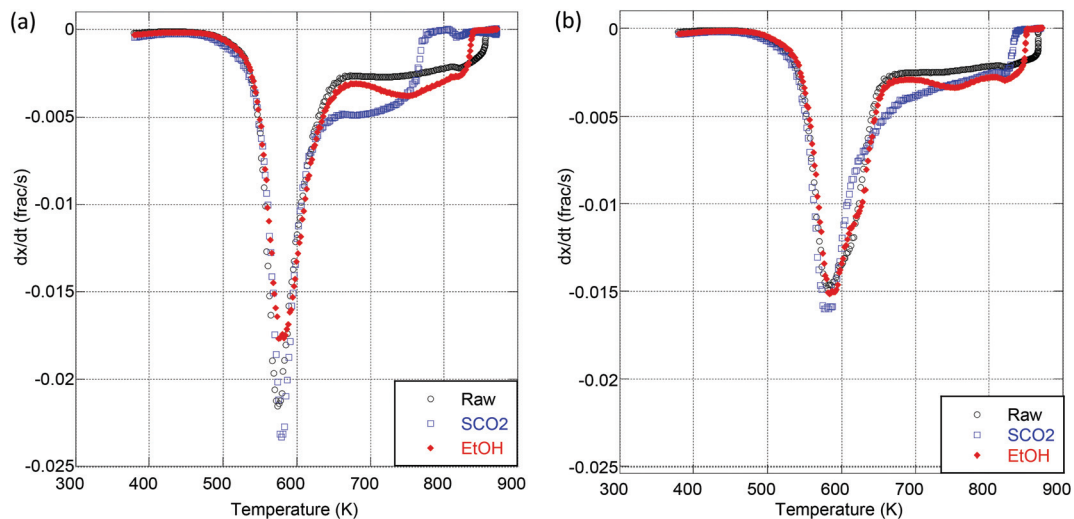 (a)
0
-0.005
-0.01
-0.015
-0.02
-0.025
dx/dt (frac/s)
300 400 500 600 700 800 900
Temperature (K)
Raw
SCO2
EtOH
(b)
0
-0.005
-0.01
-0.015
-0.02
-0.025
dx/dt (frac/s)
300 400 500 600 700 800 900
Temperature (K)
Raw
SCO2
EtOH